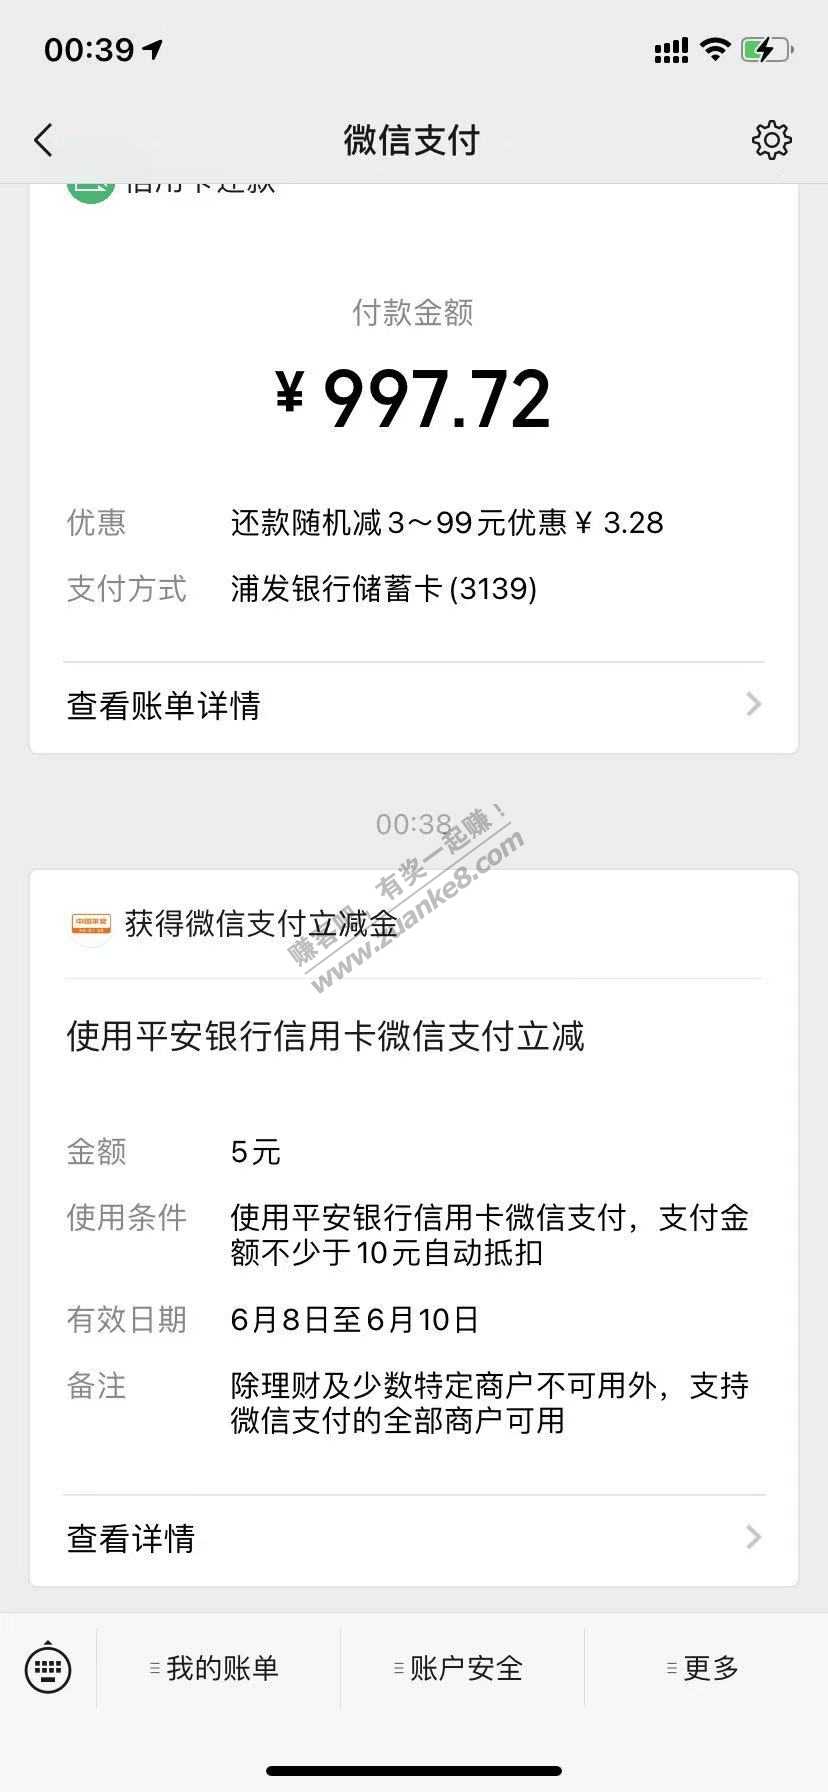 00:39
微信支付
信用卡还款
付款金额
¥ 997.72
优惠 还款随机减3～99元优惠¥ 3.28
支付方式 浦发银行储蓄卡(3139)
查看账单详情
00:38
赚客吧，有奖一起赚！
www.zuanke8.com
中国平安
获得微信支付立减金
使用平安银行信用卡微信支付立减
金额 5元
使用条件 使用平安银行信用卡微信支付，支付金
额不少于10元自动抵扣
有效日期 6月8日至6月10日
备注 除理财及少数特定商户不可用外，支持
微信支付的全部商户可用
查看详情
我的账单
账户安全
更多